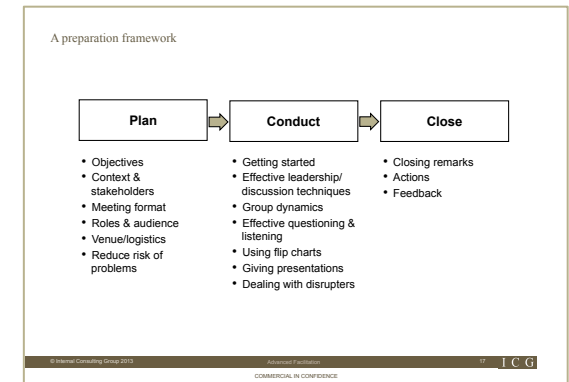 A preparation framework
Plan
Conduct
Close
• Objectives
• Context &
stakeholders
• Meeting format
• Roles & audience
• Venue/logistics
• Reduce risk of
problems
• Getting started
• Effective leadership/
discussion techniques
• Group dynamics
• Effective questioning &
listening
• Using flip charts
• Giving presentations
• Dealing with disrupters
• Closing remarks
• Actions
• Feedback
© Internal Consulting Group 2013
Advanced Facilitation
17
I C G
COMMERCIAL IN CONFIDENCE